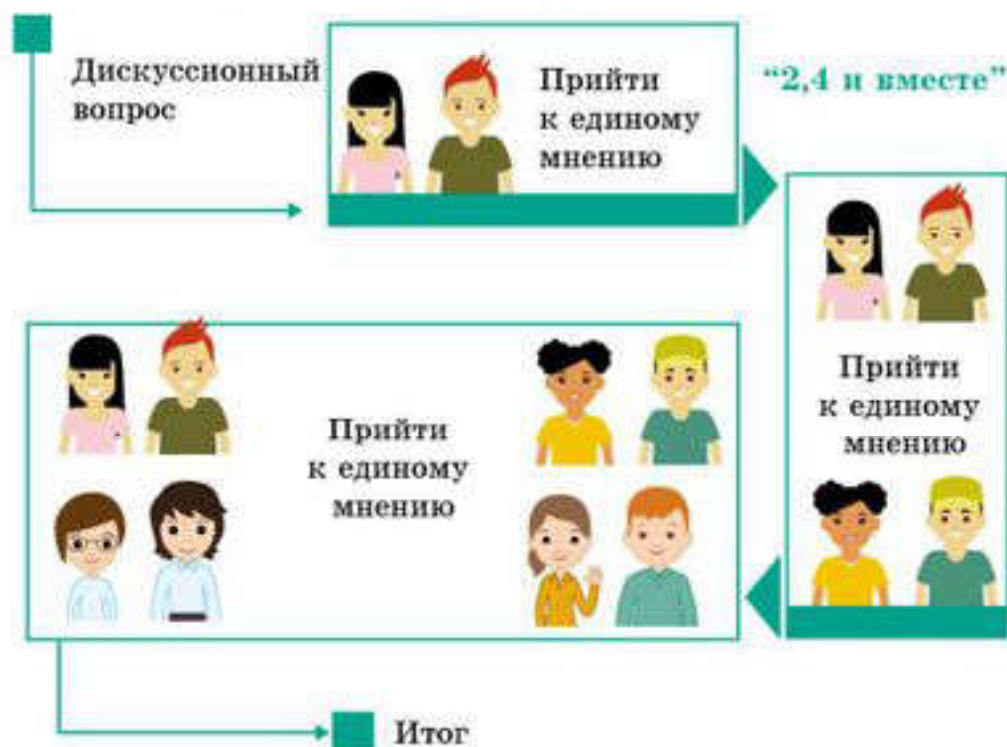 Дискуссионный
вопрос
Прийти
к единому
мнению
“2,4 и вместе”
Прийти
к единому
мнению
Прийти
к единому
мнению
Итог